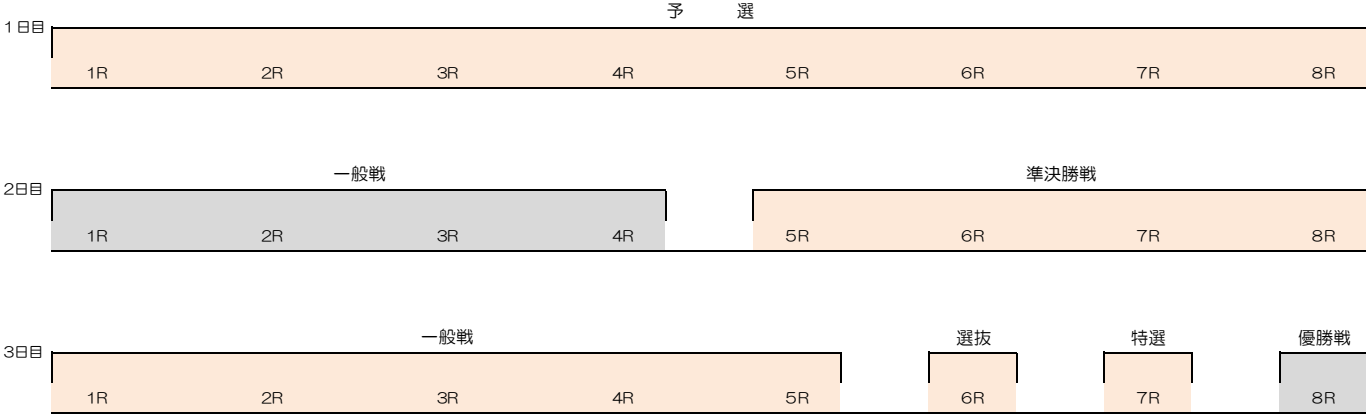 予 選
1日目
1R 2R 3R 4R 5R 6R 7R 8R
一般戦 準決勝戦
2日目
1R 2R 3R 4R 5R 6R 7R 8R
一般戦 選抜 特選 優勝戦
3日目
1R 2R 3R 4R 5R 6R 7R 8R